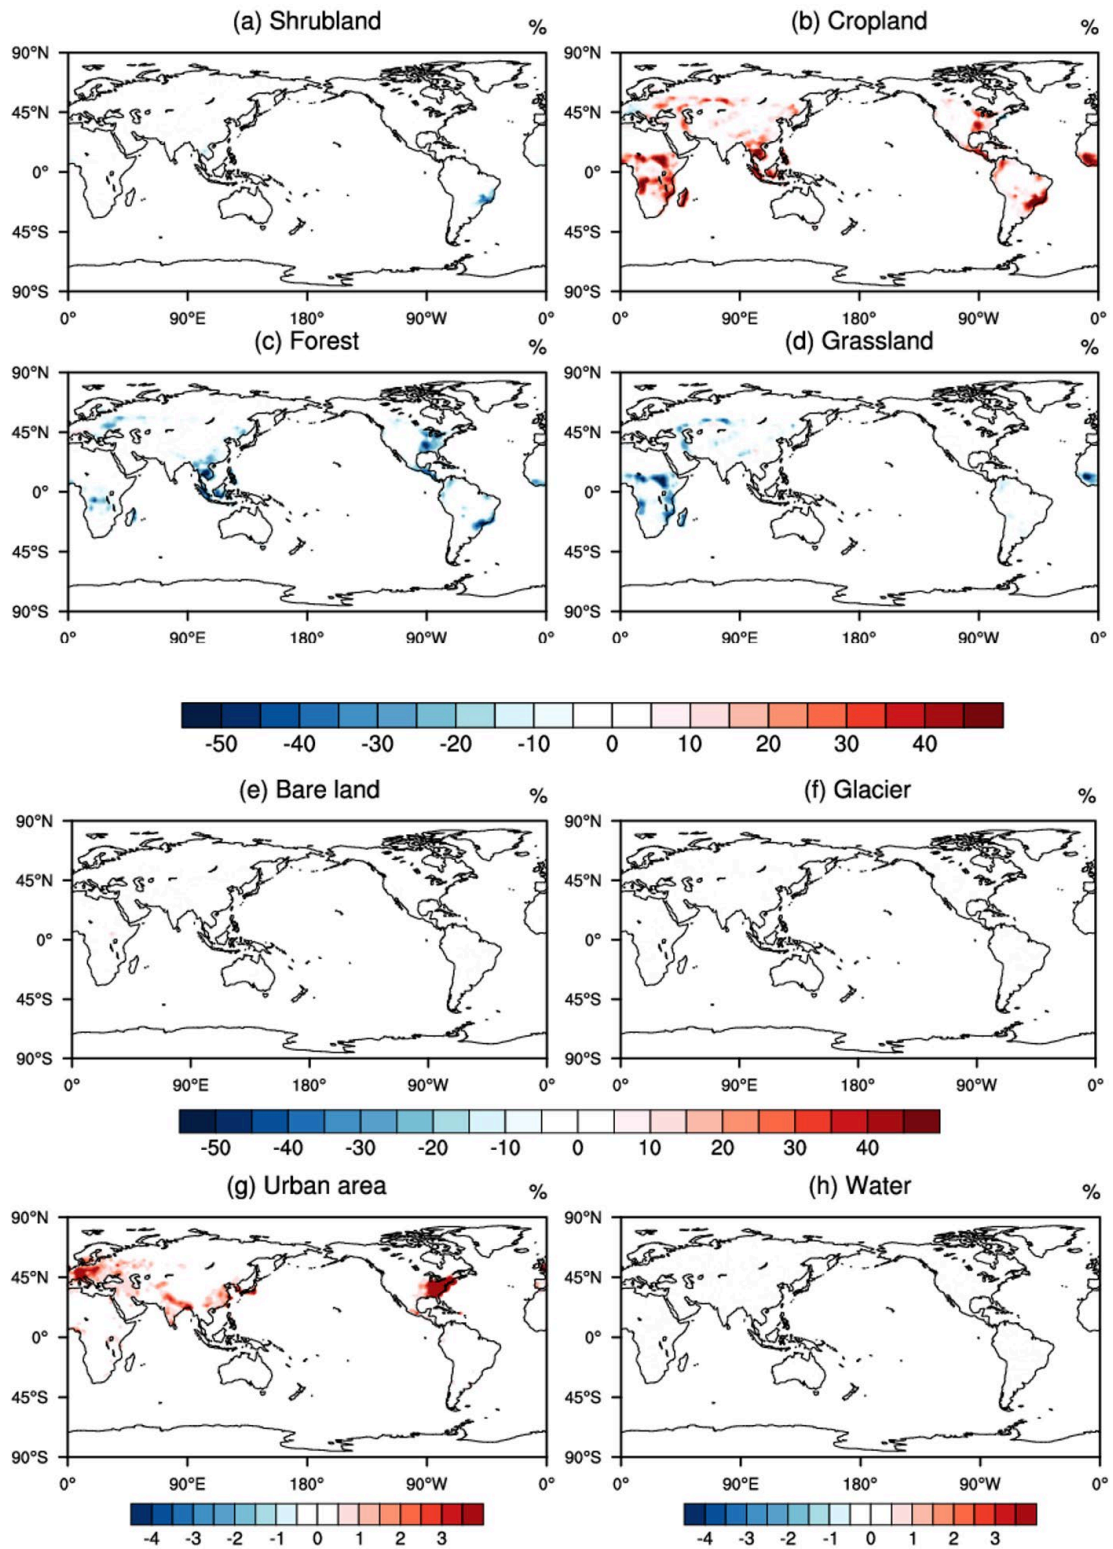 (a) Shrubland % (b) Cropland %
90°N 90°N
45°N 45°N
0° 0°
45°S 45°S
90°S 90°S
0° 90°E 180° 90°W 0° 0° 90°E 180° 90°W 0°
(c) Forest % (d) Grassland %
90°N 90°N
45°N 45°N
0° 0°
45°S 45°S
90°S 90°S
0° 90°E 180° 90°W 0° 0° 90°E 180° 90°W 0°
-50 -40 -30 -20 -10 0 10 20 30 40
(e) Bare land % (f) Glacier %
90°N 90°N
45°N 45°N
0° 0°
45°S 45°S
90°S 90°S
0° 90°E 180° 90°W 0° 0° 90°E 180° 90°W 0°
-50 -40 -30 -20 -10 0 10 20 30 40
(g) Urban area % (h) Water %
90°N 90°N
45°N 45°N
0° 0°
45°S 45°S
90°S 90°S
0° 90°E 180° 90°W 0° 0° 90°E 180° 90°W 0°
-4 -3 -2 -1 0 1 2 3 -4 -3 -2 -1 0 1 2 3